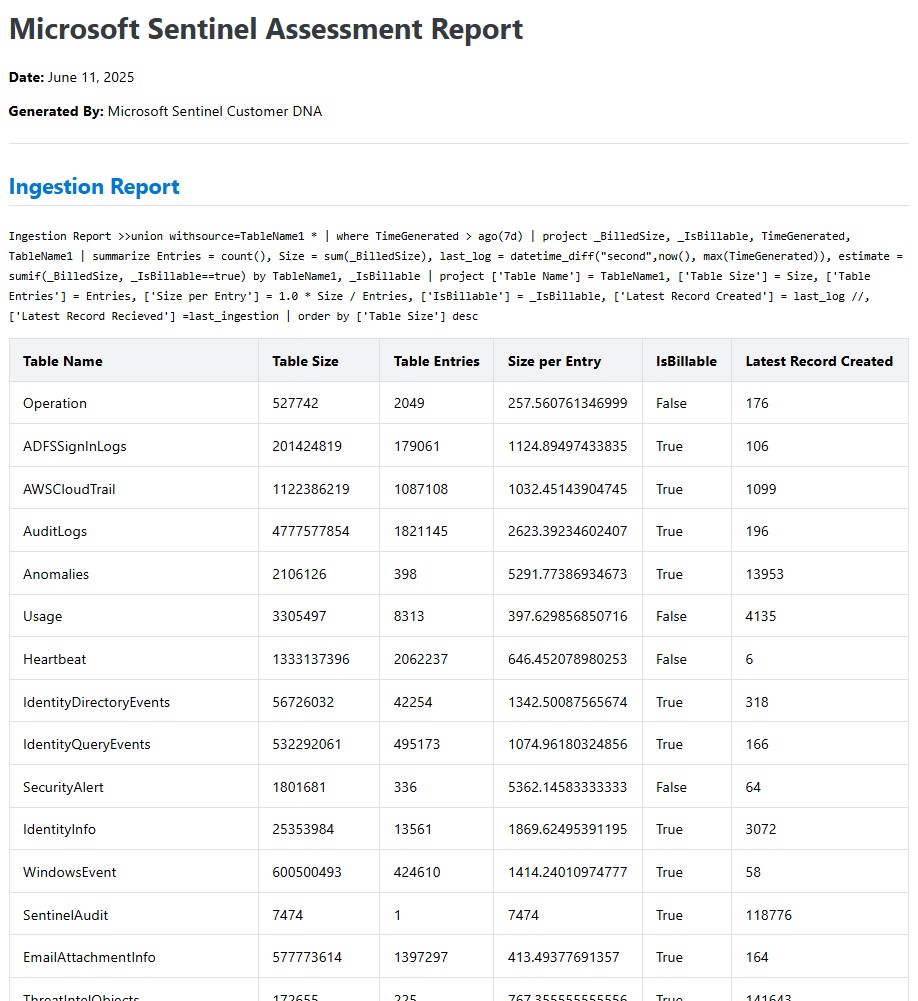 Microsoft Sentinel Assessment Report
Date: June 11, 2025
Generated By: Microsoft Sentinel Customer DNA
Ingestion Report
Ingestion Report >>union withsource=TableName1 * | where TimeGenerated > ago(7d) | project _BilledSize, _IsBillable, TimeGenerated,
TableName1 | summarize Entries = count(), Size = sum(_BilledSize), last_log = datetime_diff("second",now(), max(TimeGenerated)), estimate =
sumif(_BilledSize, _IsBillable==true) by TableName1, _IsBillable | project ['Table Name'] = TableName1, ['Table Size'] = Size, ['Table
Entries'] = Entries, ['Size per Entry'] = 1.0 * Size / Entries, ['IsBillable'] = _IsBillable, ['Latest Record Created'] = last_log //,
['Latest Record Recieved'] =last_ingestion | order by ['Table Size'] desc
Table Name Table Size Table Entries Size per Entry IsBillable Latest Record Created
Operation 527742 2049 257.560761346999 False 176
ADFSSignInLogs 201424819 179061 1124.89497433835 True 106
AWSCloudTrail 1122386219 1087108 1032.45143904745 True 1099
AuditLogs 4777577854 1821145 2623.39234602407 True 196
Anomalies 2106126 398 5291.77386934673 True 13953
Usage 3305497 8313 397.629856850716 False 4135
Heartbeat 1333137396 2062237 646.452078980253 False 6
IdentityDirectoryEvents 56726032 42254 1342.50087565674 True 318
IdentityQueryEvents 532292061 495173 1074.96180324856 True 166
SecurityAlert 1801681 336 5362.14583333333 False 64
IdentityInfo 25353984 13561 1869.62495391195 True 3072
WindowsEvent 600500493 424610 1414.24010974777 True 58
SentinelAudit 7474 1 7474 True 118776
EmailAttachmentInfo 577773614 1397297 413.49377691357 True 164
ThreatIntelObjects 172655 225 767.355555555556 True 141643